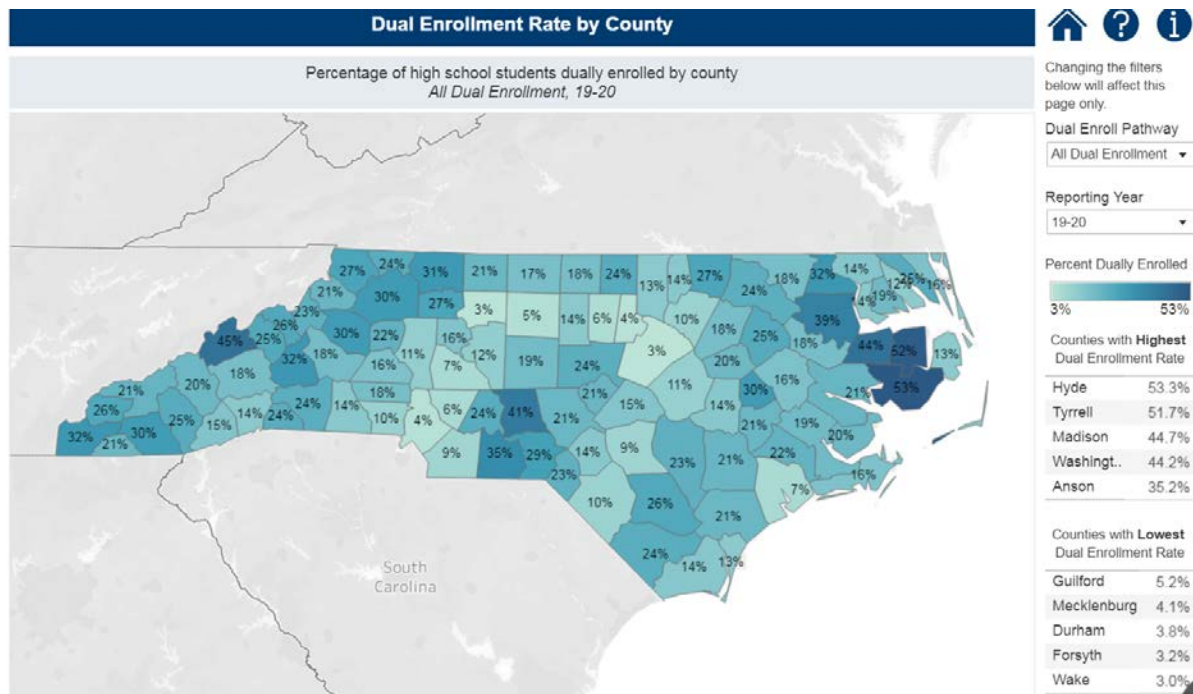 Dual Enrollment Rate by County
Percentage of high school students dually enrolled by county
All Dual Enrollment, 19-20
27% 24% 31% 21% 17% 18% 24% 13% 14% 27% 24% 18% 32% 14% 12% 26% 16%
21% 30% 27% 3% 5% 14% 6% 4% 10% 39% 14% 19%
23% 30% 22% 16% 18% 25% 18%
45% 25% 26% 32% 18% 11% 7% 12% 19% 24% 3% 20% 44% 52% 13%
21% 20% 18% 16% 11% 30% 16% 21% 53%
26% 25% 15% 14% 24% 24% 14% 18% 10% 4% 6% 24% 41% 21% 21% 15% 14% 21% 19% 20%
32% 21% 30% 9% 35% 29% 23% 14% 9% 23% 21% 22% 7% 16%
10% 26% 21%
24% 14% 13%
South
Carolina
Changing the filters
below will affect this
page only.
Dual Enroll Pathway
All Dual Enrollment
Reporting Year
19-20
Percent Dually Enrolled
3% 53%
Counties with Highest
Dual Enrollment Rate
Hyde 53.3%
Tyrrell 51.7%
Madison 44.7%
Washingt.. 44.2%
Anson 35.2%
Counties with Lowest
Dual Enrollment Rate
Guilford 5.2%
Mecklenburg 4.1%
Durham 3.8%
Forsyth 3.2%
Wake 3.0%